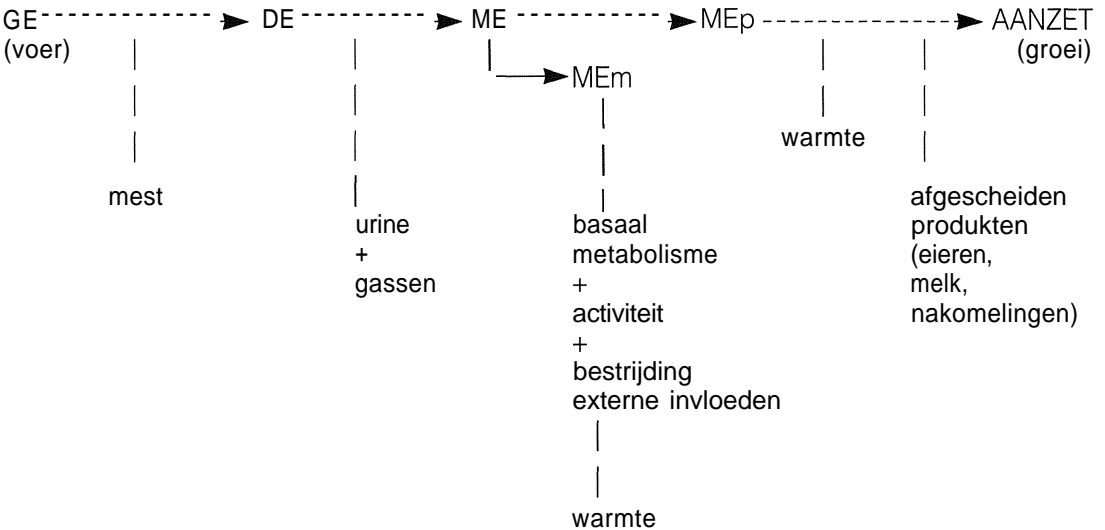 GE DE ME MEp AANZET
(voer) (groei)
MEm
warmte
mest
urine
+
gassen
basaal
metabolisme
+
activiteit
+
bestrijding
externe invloeden
warmte
afgescheiden
produkten
(eieren,
melk,
nakomelingen)